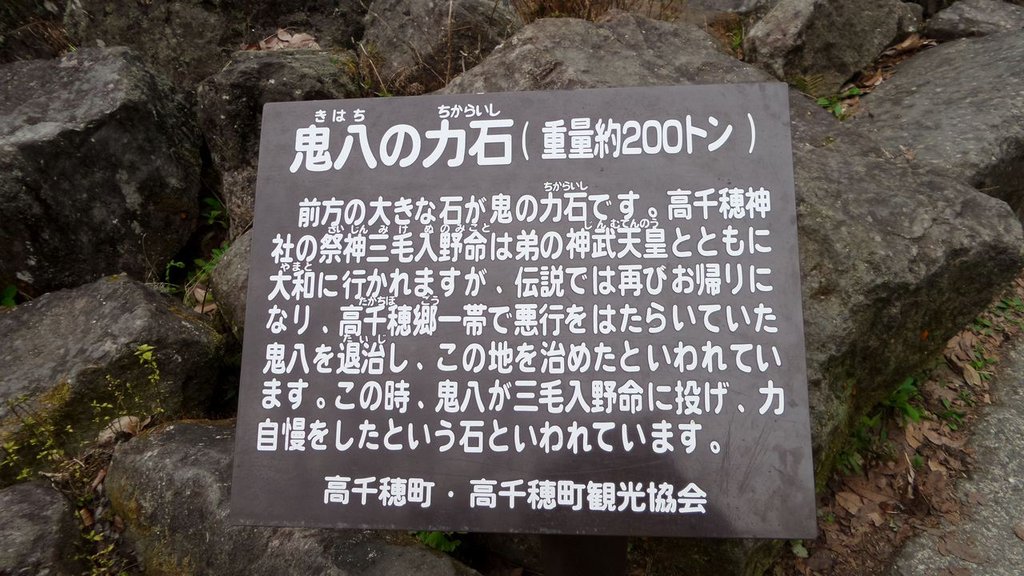 きはち ちからいし
鬼八の力石（重量約200トン）
ちからいし
前方の大きな石が鬼の力石です。高千穂神
さいしん みけぬのみこと じんむてんのう
社の祭神三毛入野命は弟の神武天皇とともに
やまと
大和に行かれますが、伝説では再びお帰りに
たかちほ ごう
なり、高千穂郷一帯で悪行をはたらいていた
たいじ
鬼八を退治し、この地を治めたといわれてい
ます。この時、鬼八が三毛入野命に投げ、力
自慢をしたという石といわれています。
高千穂町・高千穂町観光協会